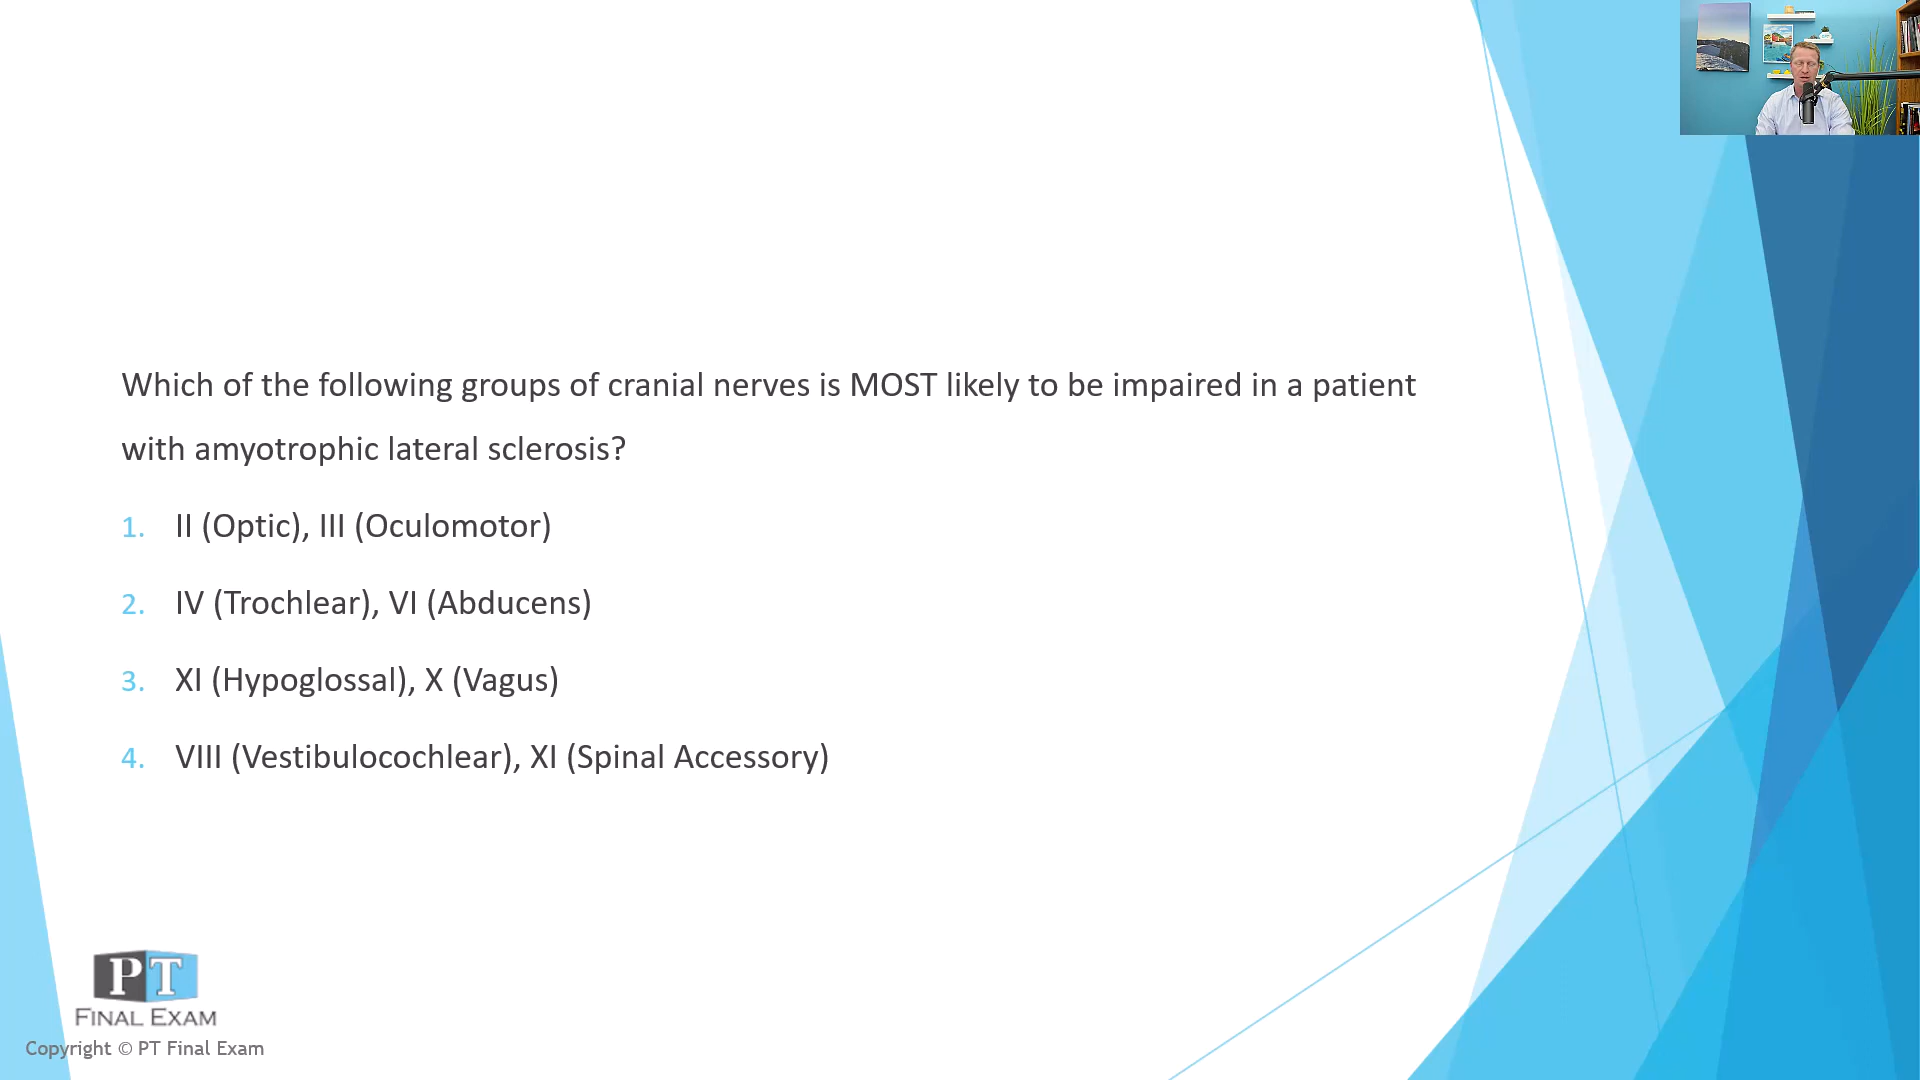 Which of the following groups of cranial nerves is MOST likely to be impaired in a patient
with amyotrophic lateral sclerosis?
1. II (Optic), III (Oculomotor)
2. IV (Trochlear), VI (Abducens)
3. XI (Hypoglossal), X (Vagus)
4. VIII (Vestibulocochlear), XI (Spinal Accessory)
PT
FINAL EXAM
Copyright © PT Final Exam